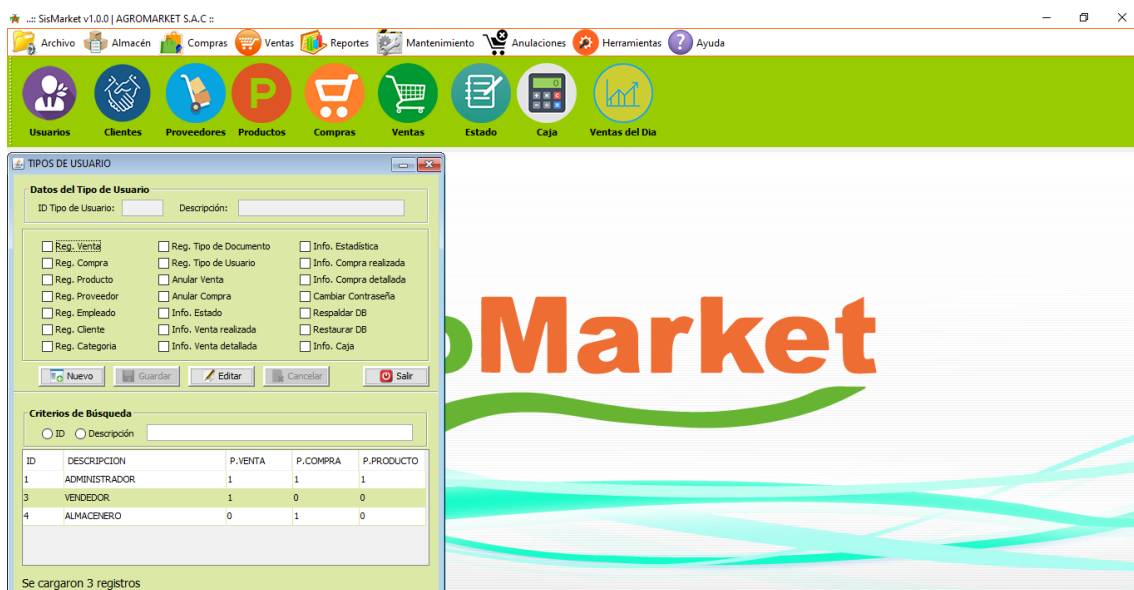 ..:: SisMarket v1.0.0 | AGROMARKET S.A.C ::
Archivo Almacén Compras Ventas Reportes Mantenimiento Anulaciones Herramientas ? Ayuda
P
0
Usuarios Clientes Proveedores Productos Compras Ventas Estado Caja Ventas del Dia
TIPOS DE USUARIO
Datos del Tipo de Usuario
ID Tipo de Usuario: Descripción:
Reg. Venta Reg. Tipo de Documento Info. Estadística
Reg. Compra Reg. Tipo de Usuario Info. Compra realizada
Reg. Producto Anular Venta Info. Compra detallada
Reg. Proveedor Anular Compra Cambiar Contraseña
Reg. Empleado Info. Estado Respaldar DB
Reg. Cliente Info. Venta realizada Restaurar DB
Reg. Categoria Info. Venta detallada Info. Caja
Nuevo Guardar Editar Cancelar Salir
Criterios de Búsqueda
ID Descripción
ID DESCRIPCION P.VENTA P.COMPRA P.PRODUCTO
1 ADMINISTRADOR 1 1 1
3 VENDEDOR 1 0 0
4 ALMACENERO 0 1 0
Se cargaron 3 registros
oMarket